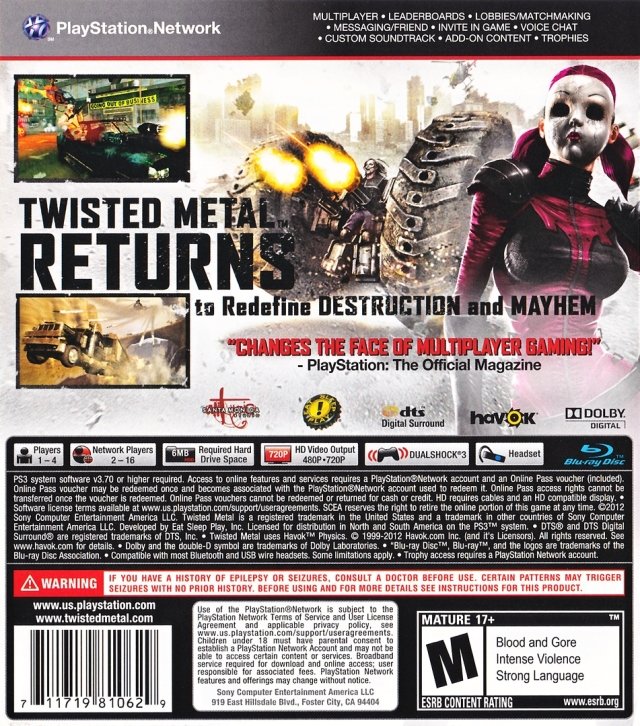 PlayStation®Network
MULTIPLAYER • LEADERBOARDS • LOBBIES/MATCHMAKING
• MESSAGING/FRIEND • INVITE IN GAME • VOICE CHAT
• CUSTOM SOUNDTRACK • ADD-ON CONTENT • TROPHIES
GOING OUT OF BUSINESS
TWISTED METAL™
RETURNS
to Redefine DESTRUCTION and MAYHEM
"CHANGES THE FACE OF MULTIPLAYER GAMING!"
- PlayStation: The Official Magazine
SANTA MONICA
STUDIO
EAT SLEEP PLAY
dts
Digital Surround
havok
DOLBY
DIGITAL
Players
1 – 4
Network Players
2 – 16
6MB
Required Hard
Drive Space
720P
HD Video Output
480P•720P
DUALSHOCK®3
Headset
Blu-ray Disc
PS3 system software v3.70 or higher required. Access to online features and services requires a PlayStation®Network account and an Online Pass voucher (included).
Online Pass voucher may be redeemed once and becomes associated with the PlayStation®Network account used to redeem it. Online Pass access rights cannot be
transferred once the voucher is redeemed. Online Pass vouchers cannot be redeemed or returned for cash or credit. HD requires cables and an HD compatible display. •
Software license terms available at www.us.playstation.com/support/useragreements. SCEA reserves the right to retire the online portion of this game at any time. ©2012
Sony Computer Entertainment America LLC. Twisted Metal is a registered trademark in the United States and a trademark in other countries of Sony Computer
Entertainment America LLC. Developed by Eat Sleep Play, Inc. Licensed for distribution in North and South America on the PS3™ system. • DTS® and DTS Digital
Surround® are registered trademarks of DTS, Inc. • Twisted Metal uses Havok™ Physics. © 1999-2012 Havok.com Inc. (and it's Licensors). All rights reserved. See
www.havok.com for details. • Dolby and the double-D symbol are trademarks of Dolby Laboratories. • "Blu-ray Disc™, Blu-ray™, and the logos are trademarks of the
Blu-ray Disc Association. • Compatible with most Bluetooth and USB wire headsets. Some limitations apply. • Trophy access requires a PlayStation Network account.
WARNING
IF YOU HAVE A HISTORY OF EPILEPSY OR SEIZURES, CONSULT A DOCTOR BEFORE USE. CERTAIN PATTERNS MAY TRIGGER
SEIZURES WITH NO PRIOR HISTORY. BEFORE USING AND FOR MORE DETAILS SEE INSTRUCTIONS FOR THIS PRODUCT.
www.us.playstation.com
www.twistedmetal.com
7 11719 81062 9
Use of the PlayStation®Network is subject to the
PlayStation Network Terms of Service and User License
Agreement and applicable privacy policy, see
www.us.playstation.com/support/useragreements.
Children under 18 must have parental consent to
establish a PlayStation Network Account and may not be
able to access certain content or services. Broadband
service required for download and online access; user
responsible for associated fees. PlayStation Network
features and offerings may change without notice.
Sony Computer Entertainment America LLC
919 East Hillsdale Blvd., Foster City, CA 94404
MATURE 17+
™
M
Blood and Gore
Intense Violence
Strong Language
ESRB CONTENT RATING
www.esrb.org